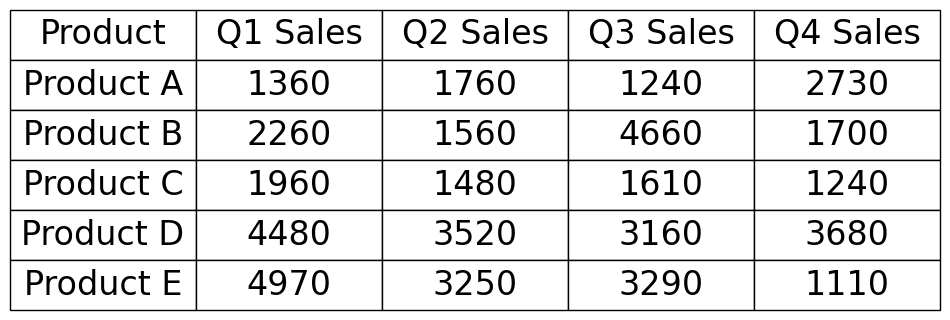 Product Q1 Sales Q2 Sales Q3 Sales Q4 Sales
Product A 1360 1760 1240 2730
Product B 2260 1560 4660 1700
Product C 1960 1480 1610 1240
Product D 4480 3520 3160 3680
Product E 4970 3250 3290 1110